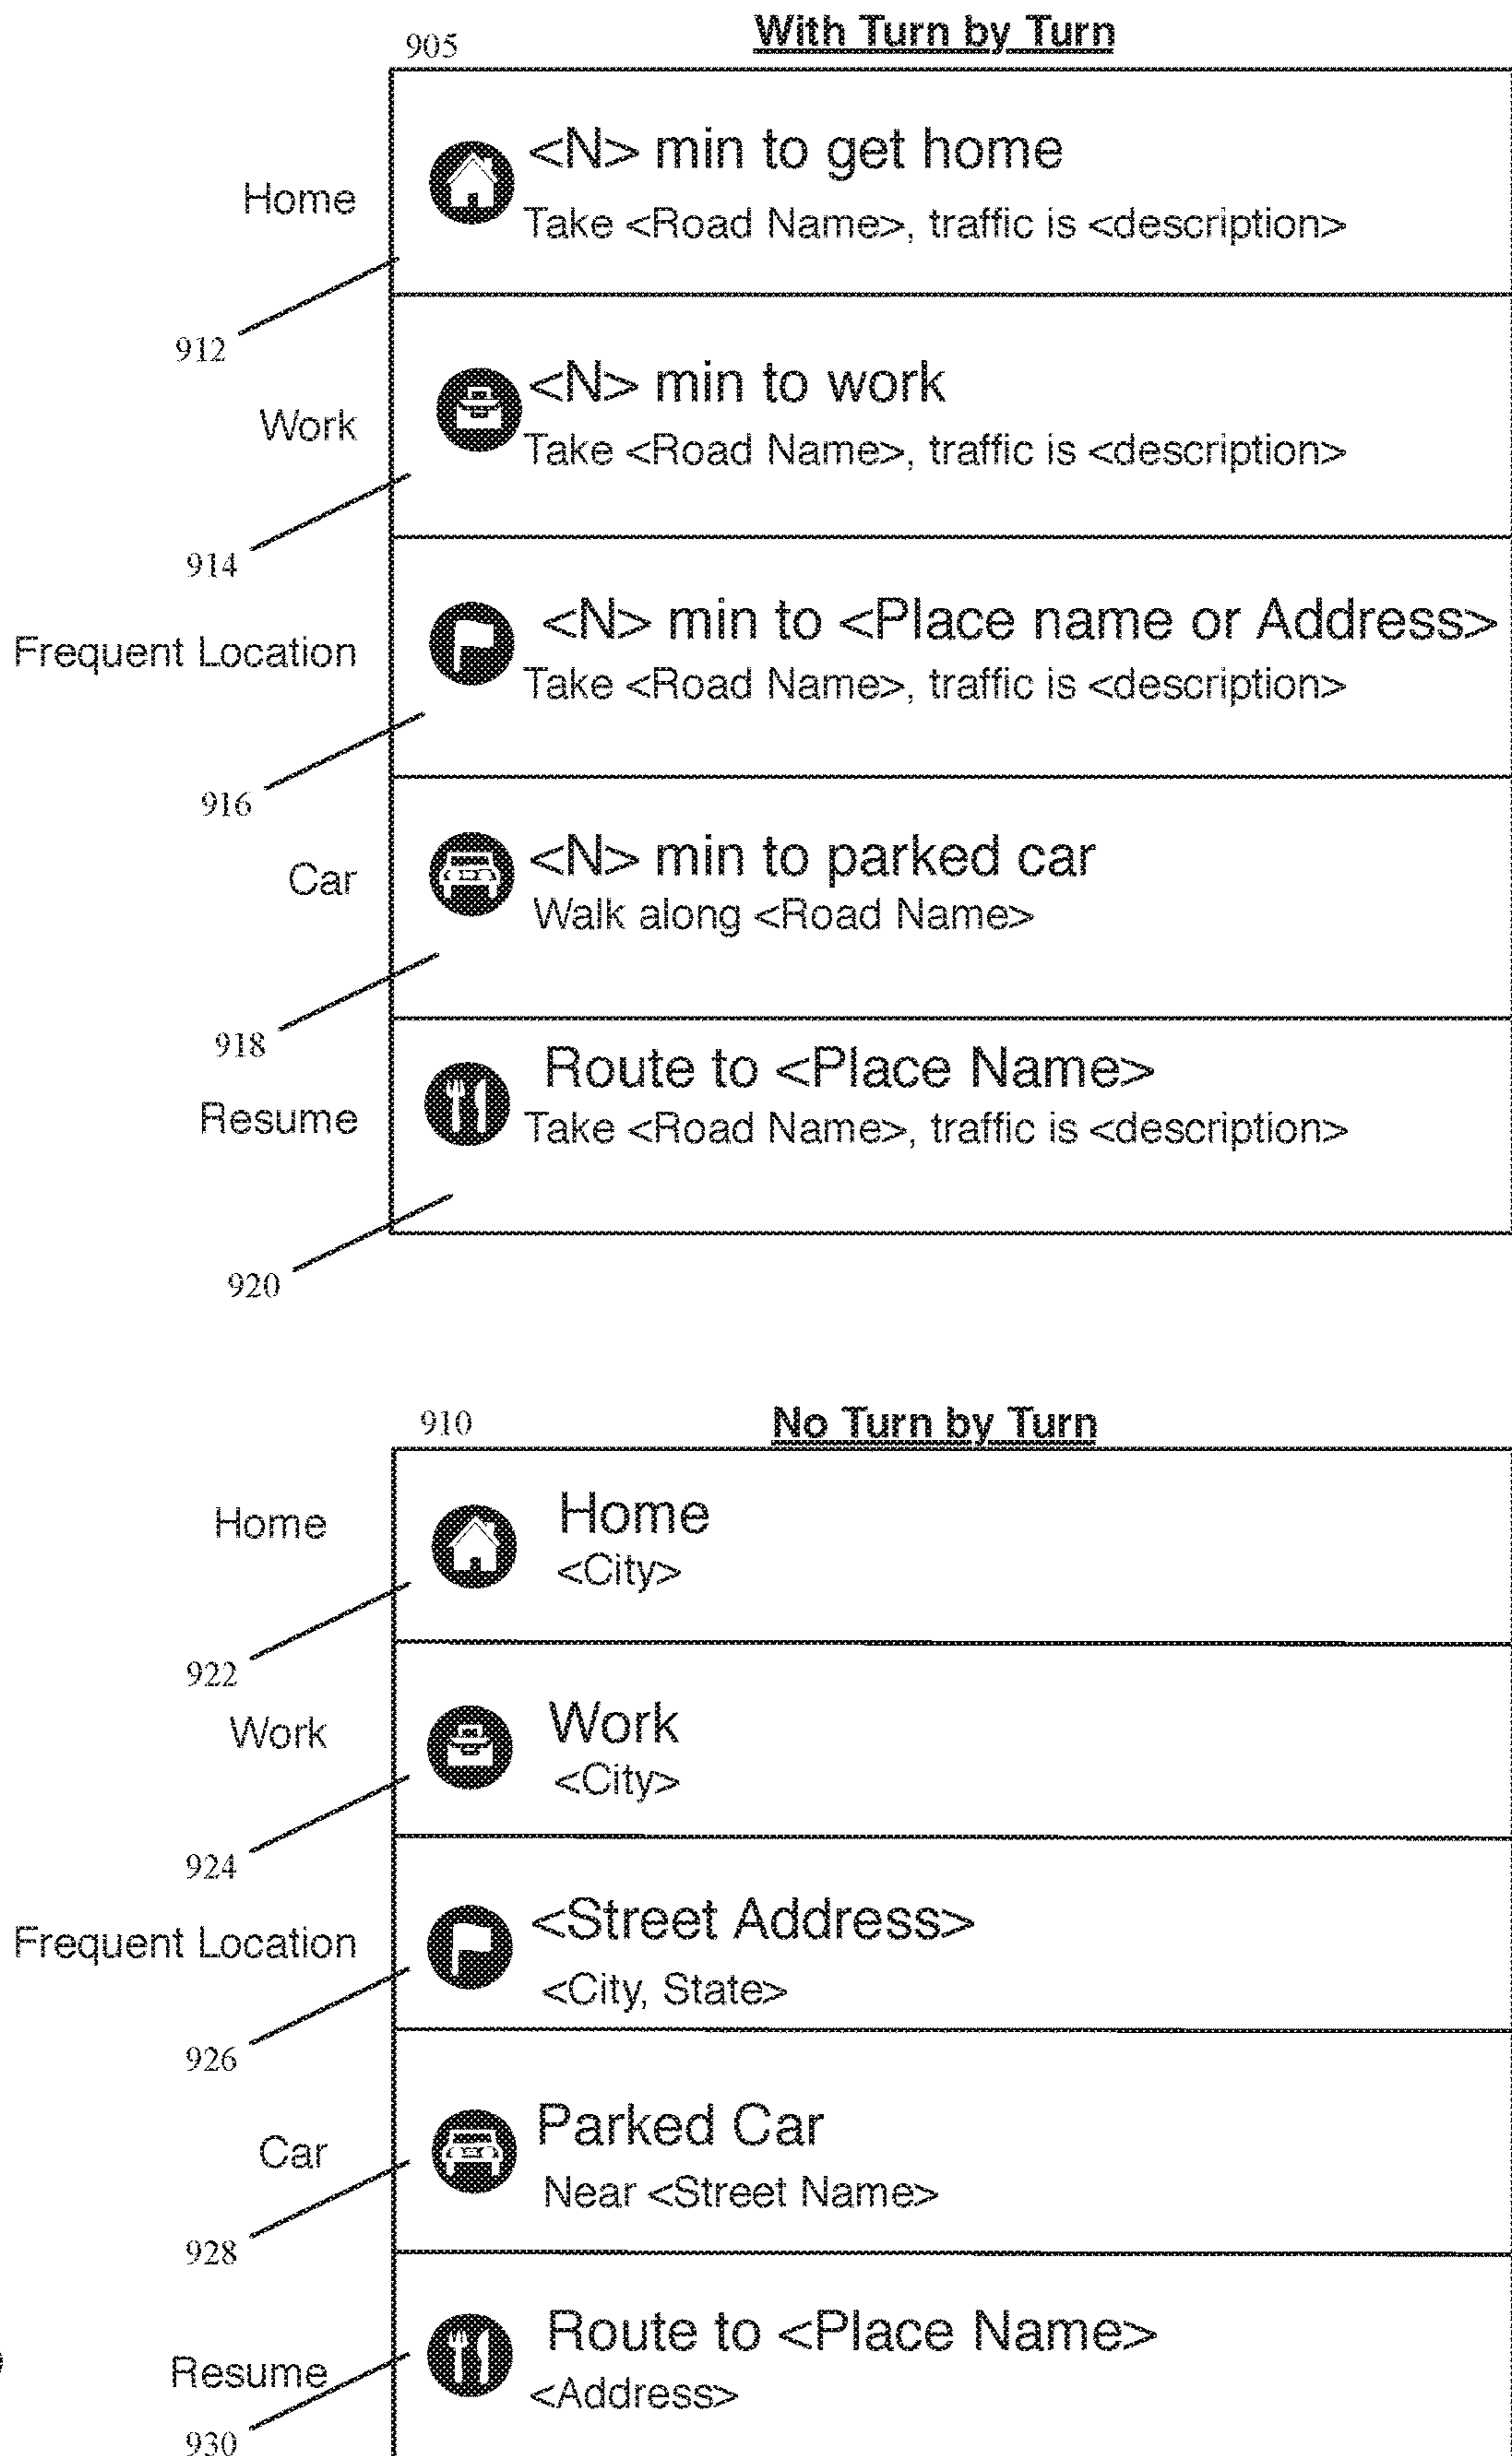 With Turn by Turn
905
Home
<N> min to get home
Take <Road Name>, traffic is <description>
912
Work
<N> min to work
Take <Road Name>, traffic is <description>
914
Frequent Location
<N> min to <Place name or Address>
Take <Road Name>, traffic is <description>
916
Car
<N> min to parked car
Walk along <Road Name>
918
Resume
Route to <Place Name>
Take <Road Name>, traffic is <description>
920
910
No Turn by Turn
Home
Home
<City>
922
Work
Work
<City>
924
Frequent Location
<Street Address>
<City, State>
926
Car
Parked Car
Near <Street Name>
928
Resume
Route to <Place Name>
<Address>
930